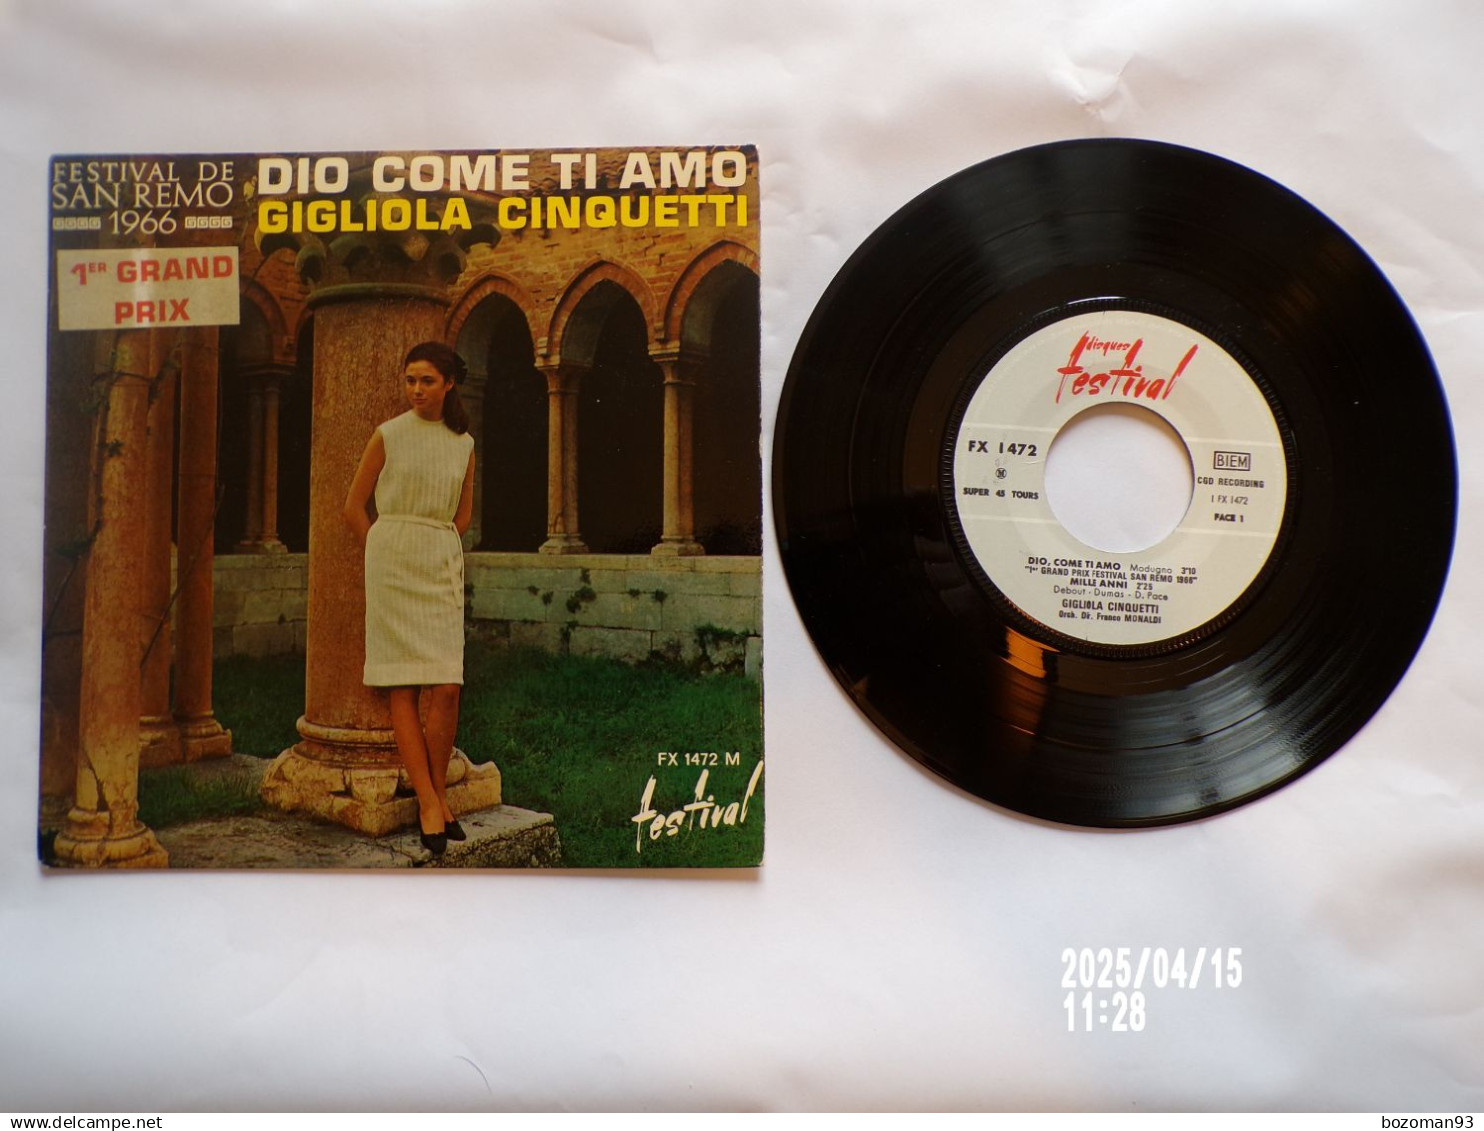 FESTIVAL DE
SAN REMO
1966
DIO COME TI AMO
GIGLIOLA CINQUETTI
1ER GRAND
PRIX
FX 1472 M
festival
disques
festival
FX 1472
SUPER 45 TOURS
BIEM
CGD RECORDING
1 FX 1472
FACE 1
DIO, COME TI AMO Modugno 3'10
"1er GRAND PRIX FESTIVAL SAN REMO 1966"
MILLE ANNI 2'25
Debout - Dumas - D. Pace
GIGLIOLA CINQUETTI
Orch. Dir. Franco MONALDI
2025/04/15
11:28
delcampe.net
bozoman93